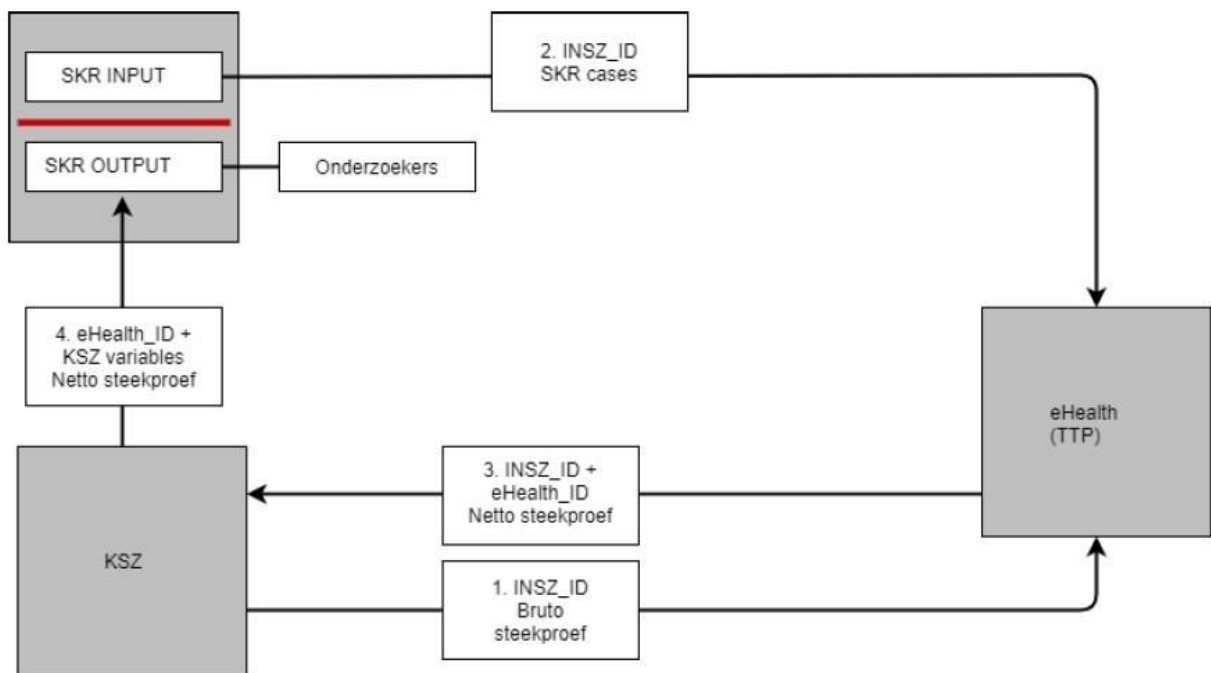 SKR INPUT
2. INSZ_ID
SKR cases
SKR OUTPUT
Onderzoekers
4. eHealth_ID +
KSZ variables
Netto steekproef
eHealth
(TTP)
3. INSZ_ID +
eHealth_ID
Netto steekproef
KSZ
1. INSZ_ID
Bruto
steekproef